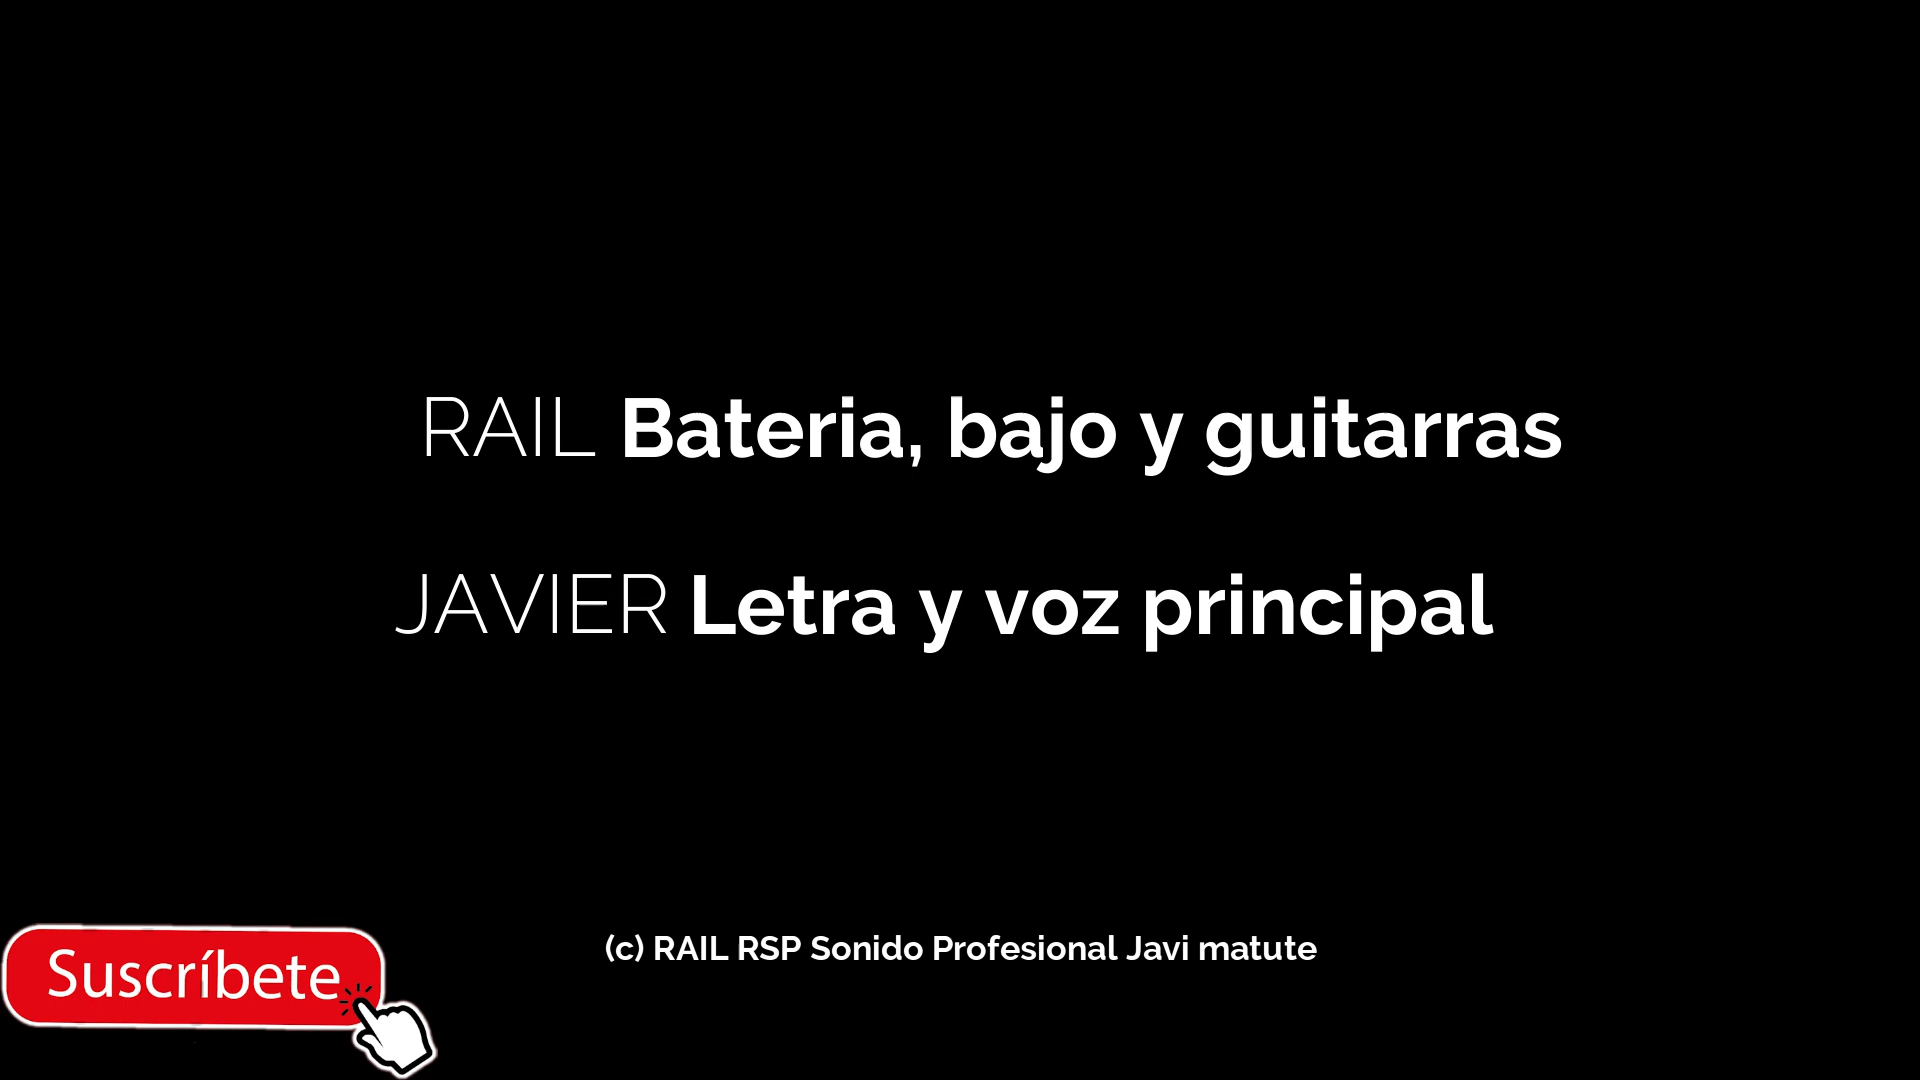 RAIL Bateria, bajo y guitarras
JAVIER Letra y voz principal
(c) RAIL RSP Sonido Profesional Javi matute
Suscríbete